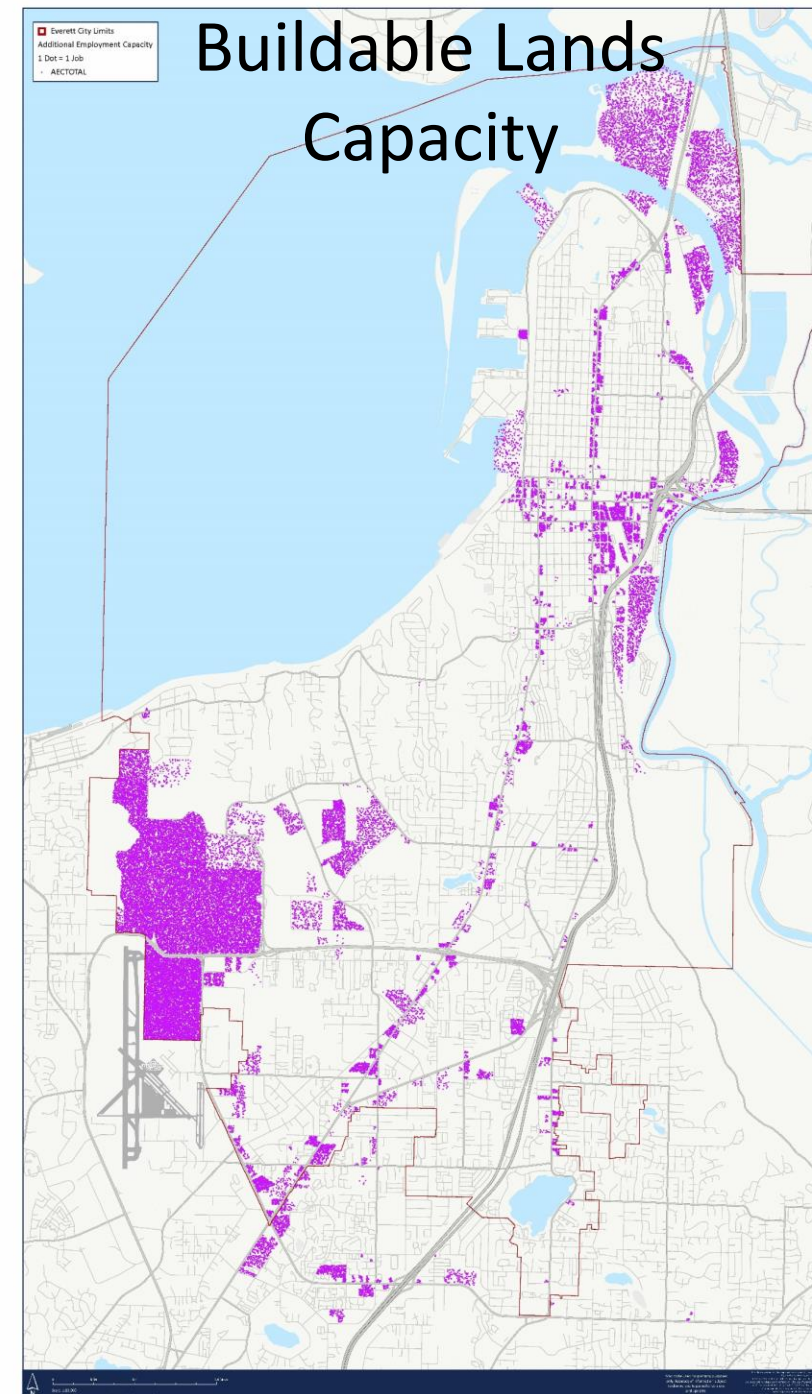 Buildable Lands
Capacity
Everett City Limits
Additional Employment Capacity
1 Dot = 1 Job
AECTOTAL